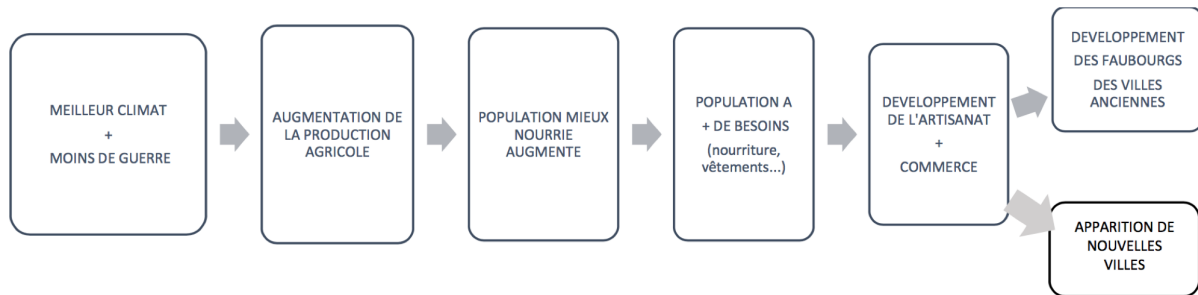 MEILLEUR CLIMAT
+
MOINS DE GUERRE
AUGMENTATION DE
LA PRODUCTION
AGRICOLE
POPULATION MIEUX
NOURRIE
AUGMENTE
POPULATION A
+ DE BESOINS
(nourriture,
vêtements...)
DEVELOPPEMENT
DE L'ARTISANAT
+
COMMERCE
DEVELOPPEMENT
DES FAUBOURGS
DES VILLES
ANCIENNES
APPARITION DE
NOUVELLES
VILLES